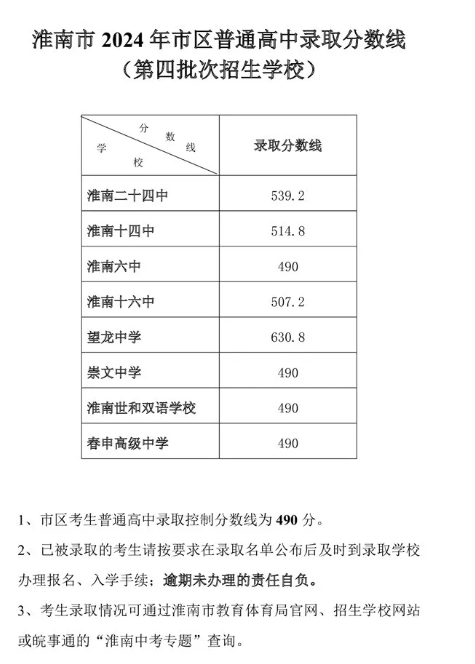 淮南市 2024 年市区普通高中录取分数线
（第四批次招生学校）
分 数 线
学 校
录取分数线
淮南二十四中 539.2
淮南十四中 514.8
淮南六中 490
淮南十六中 507.2
望龙中学 630.8
崇文中学 490
淮南世和双语学校 490
春申高级中学 490
1、市区考生普通高中录取控制分数线为 490 分。
2、已被录取的考生请按要求在录取名单公布后及时到录取学校
办理报名、入学手续；逾期未办理的责任自负。
3、考生录取情况可通过淮南市教育体育局官网、招生学校网站
或皖事通的“淮南中考专题”查询。